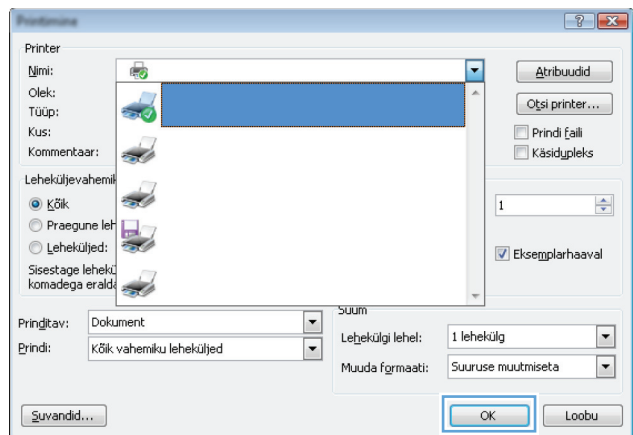 Printimine
Printer
Nimi:
Atribuudid
Olek:
Tüüp:
Otsi printer...
Kus:
Prindi faili
Kommentaar:
Käsidupleks
Leheküljevahemik
Kõik
1
Praegune leh
Leheküljed:
Eksemplarhaaval
Sisestage lehekü
komadega eralda
Suum
Prinditav:
Dokument
Lehekülgi lehel:
1 lehekülg
Prindi:
Kõik vahemiku leheküljed
Muuda formaati:
Suuruse muutmiseta
Suvandid...
OK
Loobu